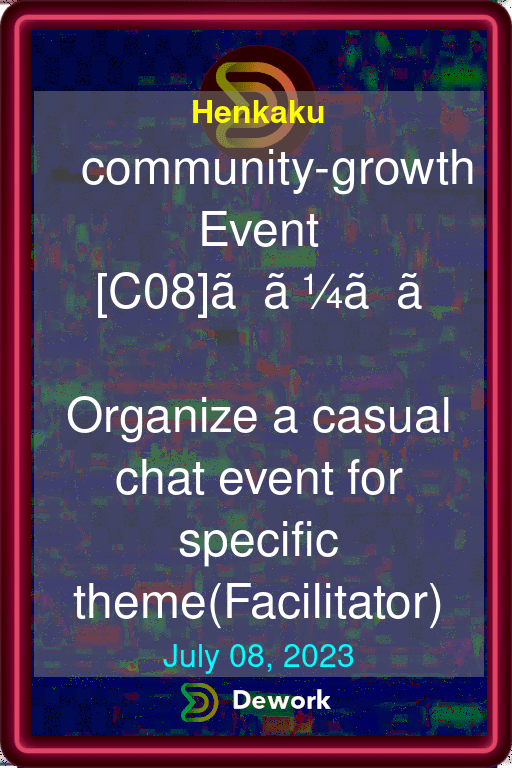 Henkaku
community-growth
Event
[C08]ã ã ¼ã ã
Organize a casual
chat event for
specific
theme(Facilitator)
July 08, 2023
Dework